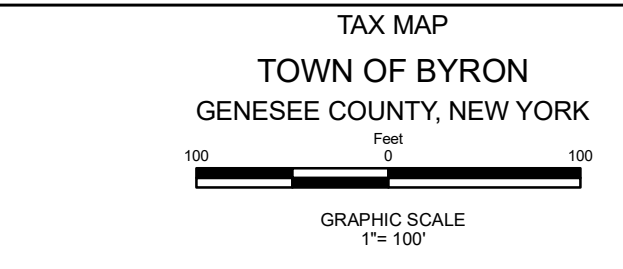 TAX MAP
TOWN OF BYRON
GENESEE COUNTY, NEW YORK
Feet
100 0 100
GRAPHIC SCALE
1"= 100'